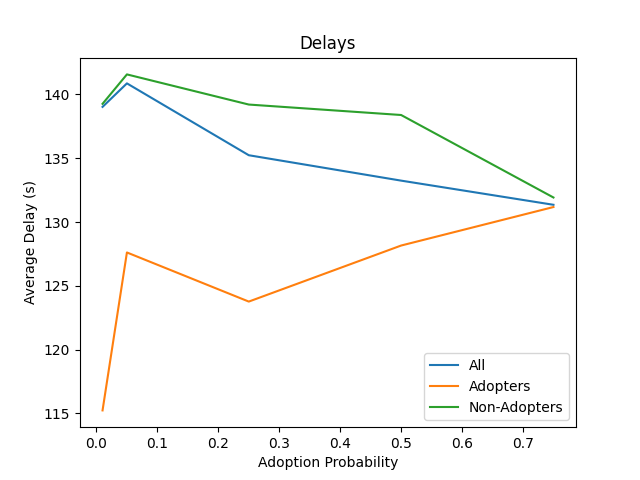 Delays
Average Delay (s)
140
135
130
125
120
115
All
Adopters
Non-Adopters
0.0 0.1 0.2 0.3 0.4 0.5 0.6 0.7
Adoption Probability